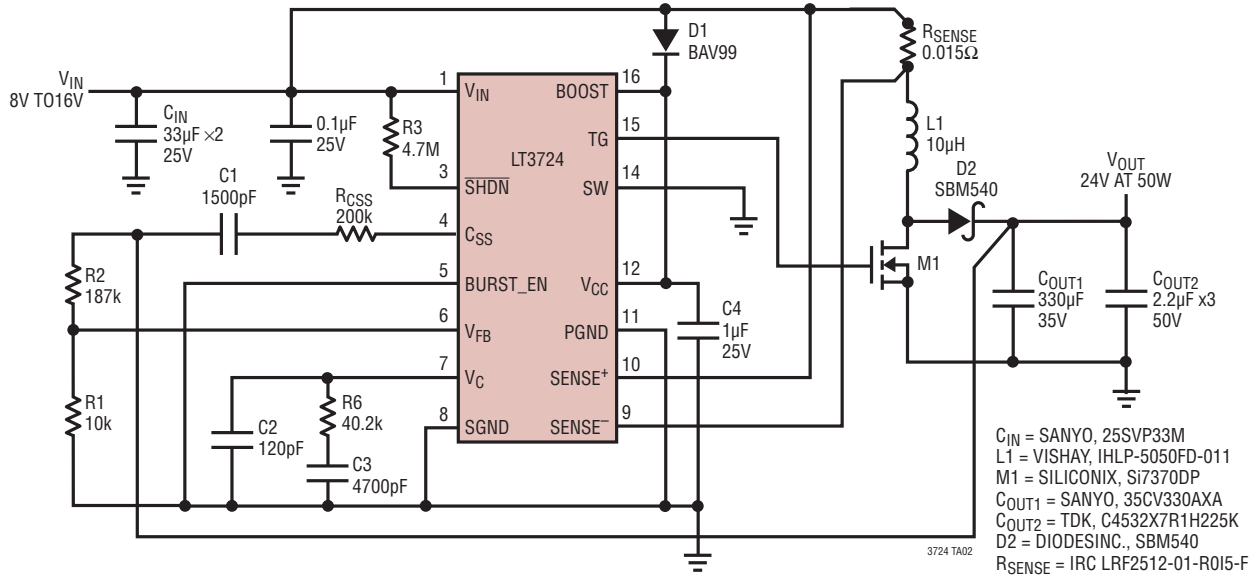 D1
BAV99
RSENSE
0.015Ω
VIN
8V TO16V
CIN
33µF ×2
25V
0.1µF
25V
R3
4.7M
1
VIN
BOOST
16
15
TG
LT3724
3
SHDN
14
SW
L1
10µH
D2
SBM540
VOUT
24V AT 50W
C1
1500pF
RCSS
200k
4
CSS
R2
187k
5
BURST_EN
12
VCC
M1
COUT1
330µF
35V
COUT2
2.2µF x3
50V
C4
1µF
25V
6
VFB
11
PGND
7
VC
10
SENSE+
R1
10k
C2
120pF
R6
40.2k
8
SGND
9
SENSE–
C3
4700pF
CIN = SANYO, 25SVP33M
L1 = VISHAY, IHLP-5050FD-011
M1 = SILICONIX, Si7370DP
COUT1 = SANYO, 35CV330AXA
COUT2 = TDK, C4532X7R1H225K
D2 = DIODESINC., SBM540
RSENSE = IRC LRF2512-01-R0I5-F
3724 TA02